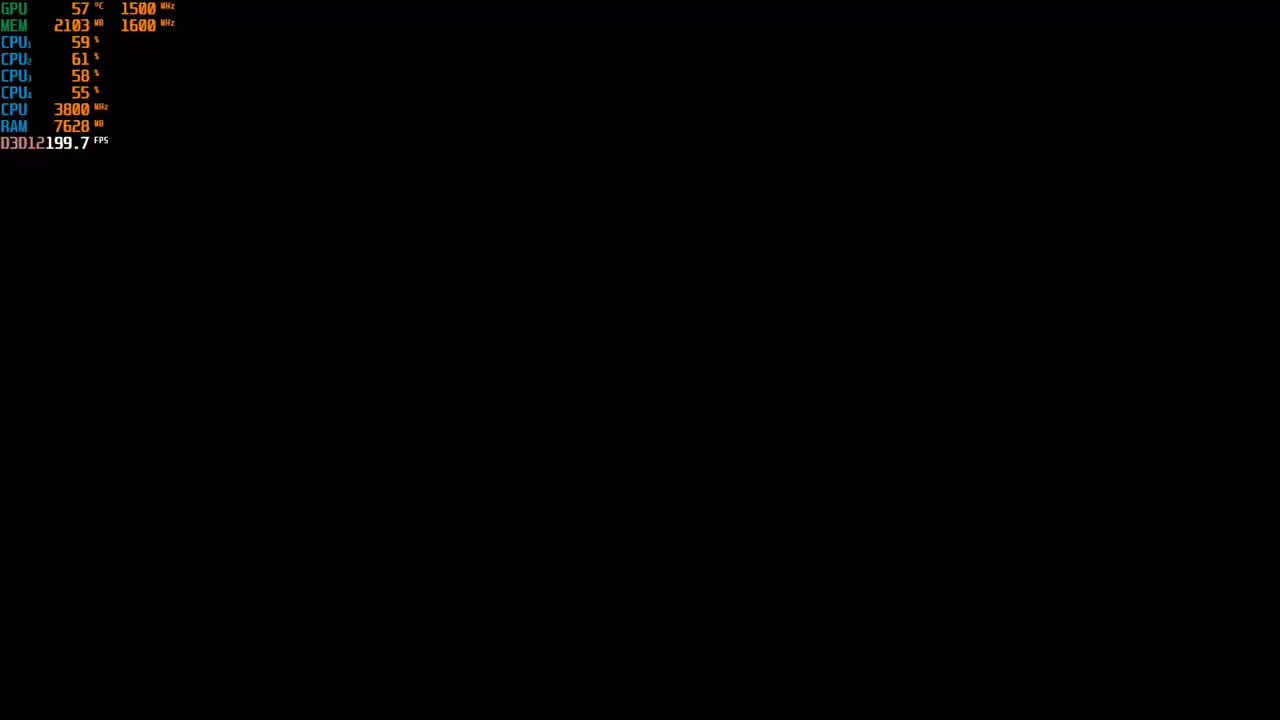 GPU 57 °C 1500 MHz
MEM 2103 MB 1600 MHz
CPU1 59 %
CPU2 61 %
CPU3 58 %
CPU4 55 %
CPU 3800 MHz
RAM 7628 MB
D3D12 199.7 FPS